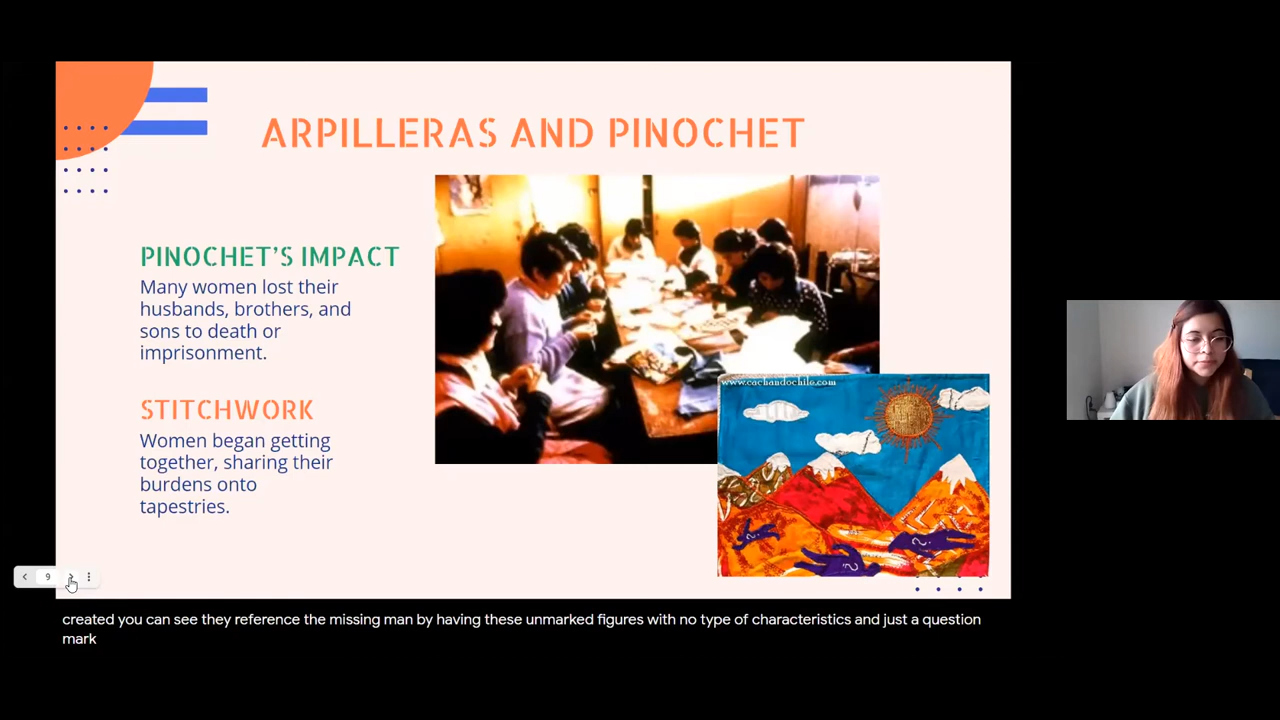 ARPILLERAS AND PINOCHET
PINOCHET'S IMPACT
Many women lost their
husbands, brothers, and
sons to death or
imprisonment.
STITCHWORK
Women began getting
together, sharing their
burdens onto
tapestries.
www.cachandochile.com
?
?
9
created you can see they reference the missing man by having these unmarked figures with no type of characteristics and just a question
mark